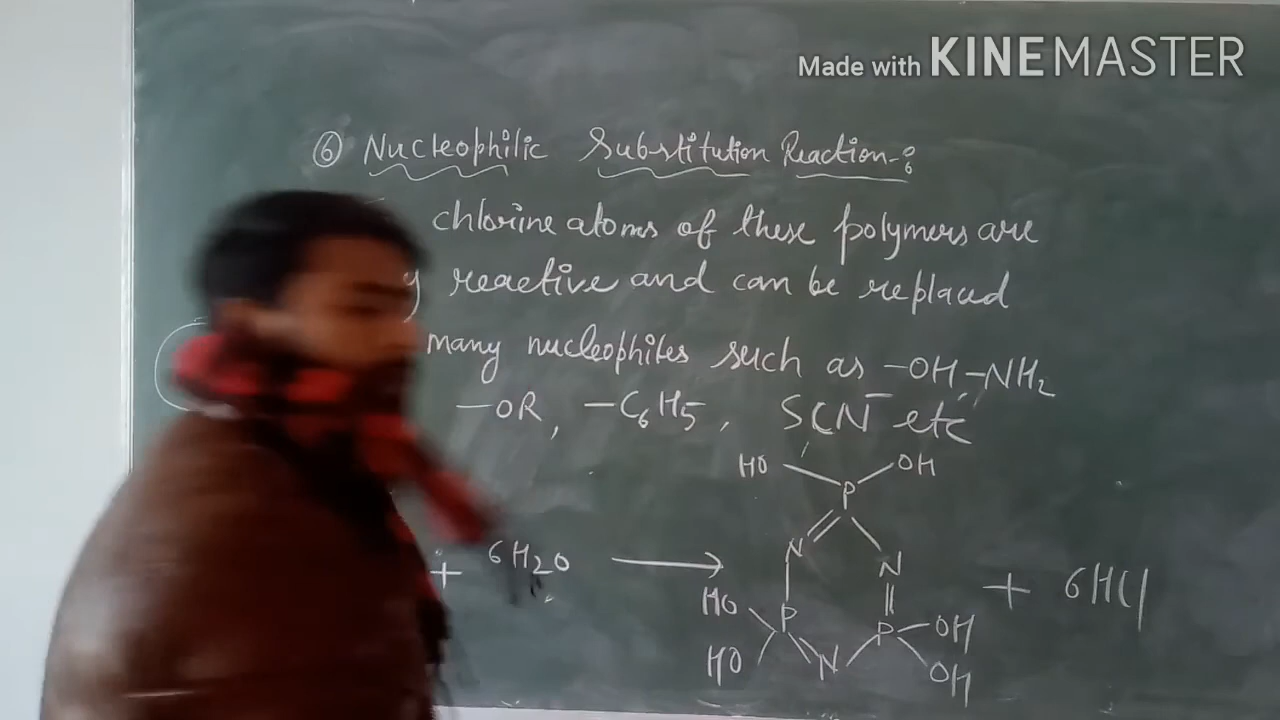 Made with KINEMASTER
⑥ Nucleophilic Substitution Reaction:
chlorine atoms of these polymers are
y reactive and can be replaced
many nucleophiles such as -OH -NH₂
-OR, -C₆H₅, SCN⁻ etc
HO OH
P
+ 6H₂O → N N + 6HCl
HO P P OH
HO N OH